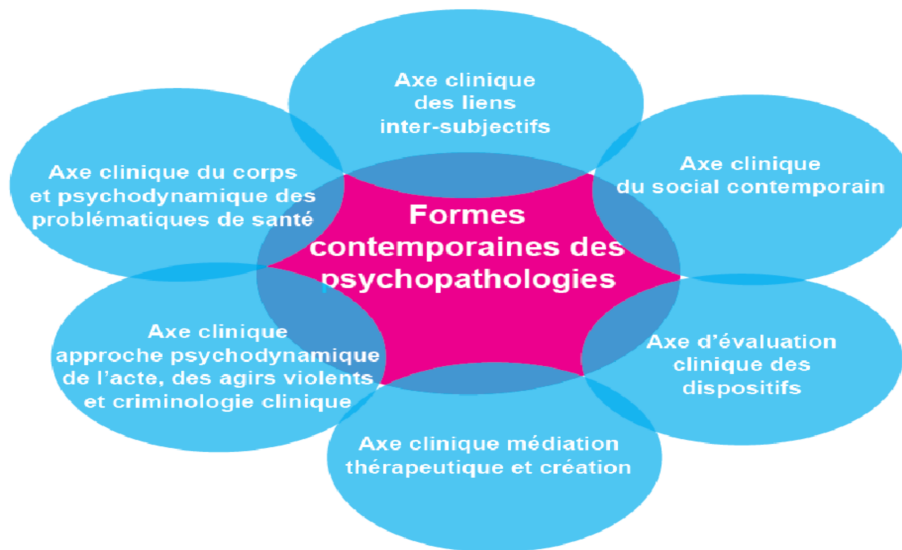 Axe clinique
des liens
inter-subjectifs
Axe clinique du corps
et psychodynamique des
problématiques de santé
Axe clinique
du social contemporain
Formes
contemporaines des
psychopathologies
Axe clinique
approche psychodynamique
de l'acte, des agirs violents
et criminologie clinique
Axe d'évaluation
clinique des
dispositifs
Axe clinique médiation
thérapeutique et création